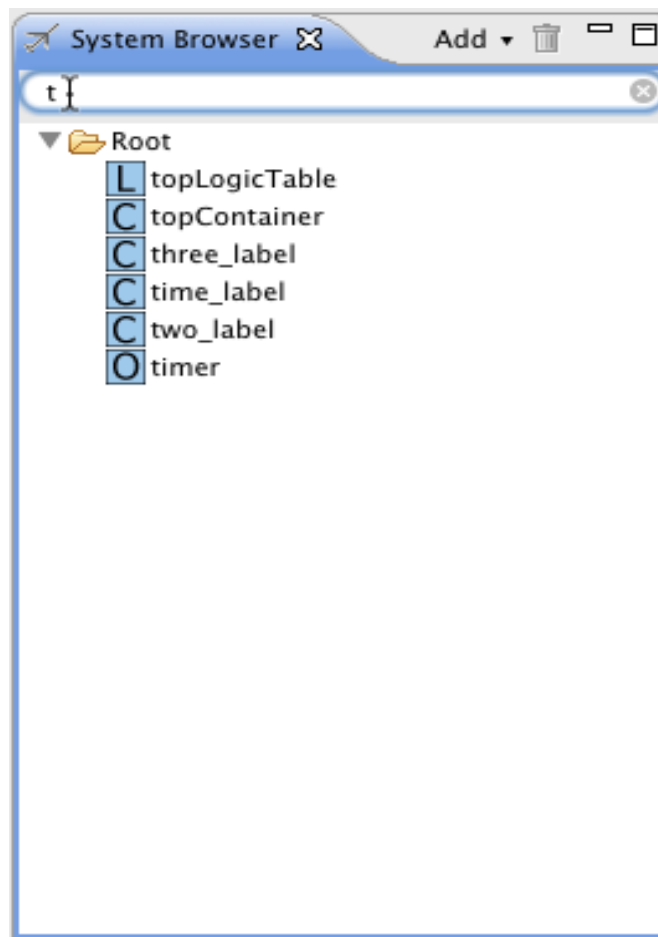 System Browser Add
t
Root
L topLogicTable
C topContainer
C three_label
C time_label
C two_label
O timer